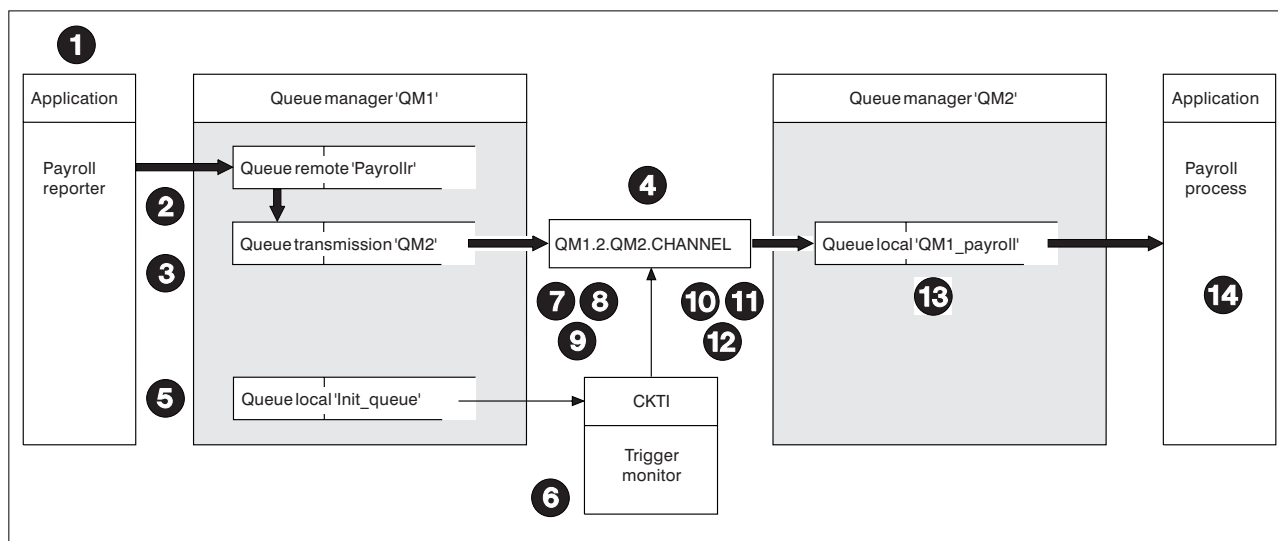 1
Application
Payroll
reporter
2
3
5
Queue manager 'QM1'
Queue remote 'Payrollr'
Queue transmission 'QM2'
Queue local 'Init_queue'
4
QM1.2.QM2.CHANNEL
7 8
9
10 11
12
CKTI
Trigger
monitor
6
Queue manager 'QM2'
Queue local 'QM1_payroll'
13
Application
Payroll
process
14